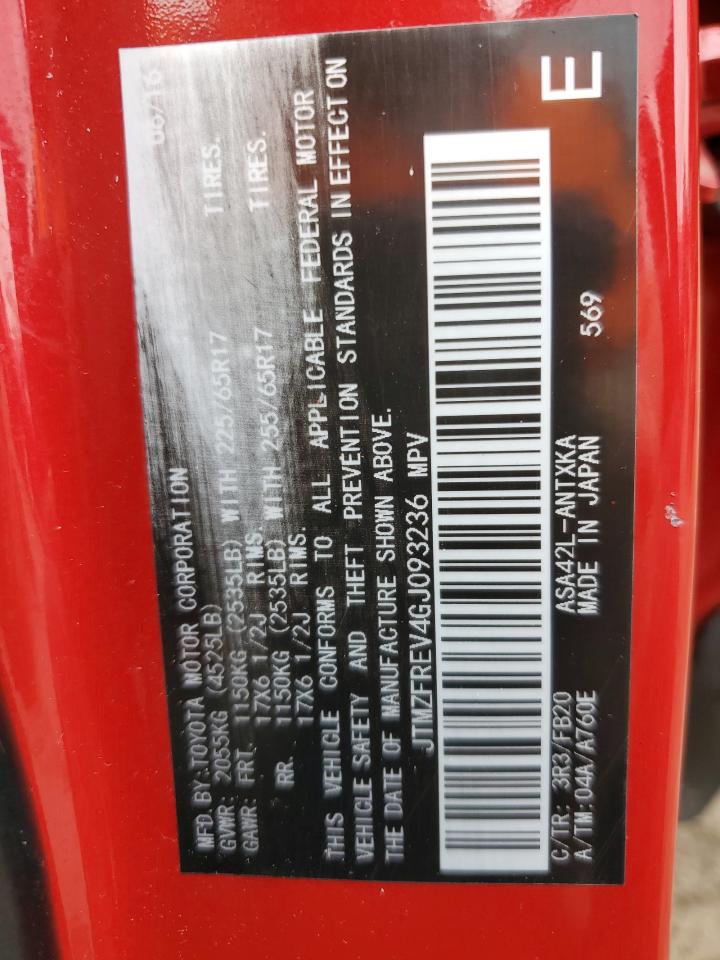 MFD. BY: TOYOTA MOTOR CORPORATION 06/16
GVWR: 2055KG (4525LB)
GAWR: FRT. 1150KG (2535LB) WITH 225/65R17 TIRES.
17X6 1/2J RIMS.
RR. 1150KG (2535LB) WITH 255/65R17 TIRES.
17X6 1/2J RIMS.
THIS VEHICLE CONFORMS TO ALL APPLICABLE FEDERAL MOTOR
VEHICLE SAFETY AND THEFT PREVENTION STANDARDS IN EFFECT ON
THE DATE OF MANUFACTURE SHOWN ABOVE.
JTMZFREV4GJ093236 MPV
C/TR: 3R3/FB20 ASA42L-ANTXKA 569 E
A/TM: 04A/A760E MADE IN JAPAN